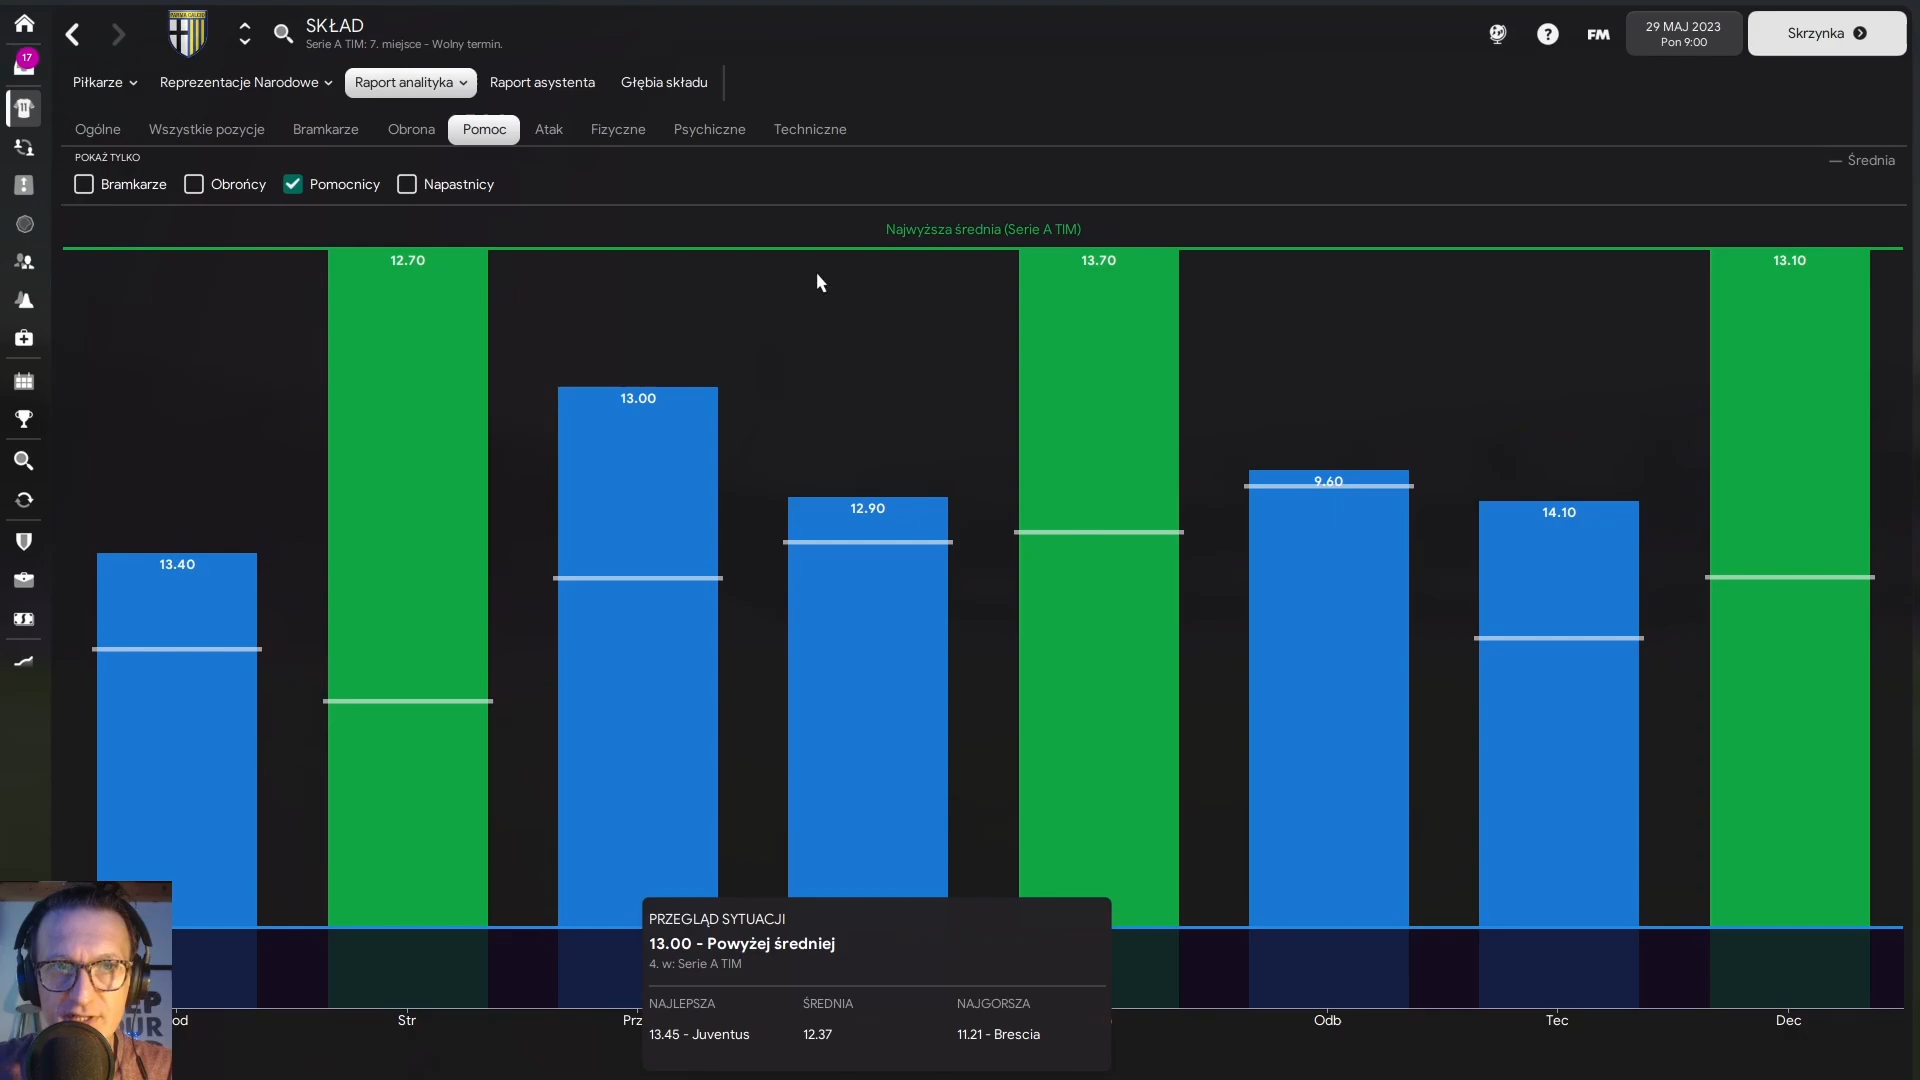 SKŁAD
Serie A TIM: 7. miejsce - Wolny termin.
17
FM
29 MAJ 2023
Pon 9:00
Skrzynka
Piłkarze
Reprezentacje Narodowe
Raport analityka
Raport asystenta
Głębia składu
Ogólne
Wszystkie pozycje
Bramkarze
Obrona
Pomoc
Atak
Fizyczne
Psychiczne
Techniczne
POKAŻ TYLKO
Średnia
Bramkarze
Obrońcy
Pomocnicy
Napastnicy
Najwyższa średnia (Serie A TIM)
13.40
12.70
13.00
12.90
13.70
9.60
14.10
13.10
PRZEGLĄD SYTUACJI
13.00 - Powyżej średniej
4. w: Serie A TIM
NAJLEPSZA
ŚREDNIA
NAJGORSZA
13.45 - Juventus
12.37
11.21 - Brescia
od
Str
Prz
Odb
Tec
Dec